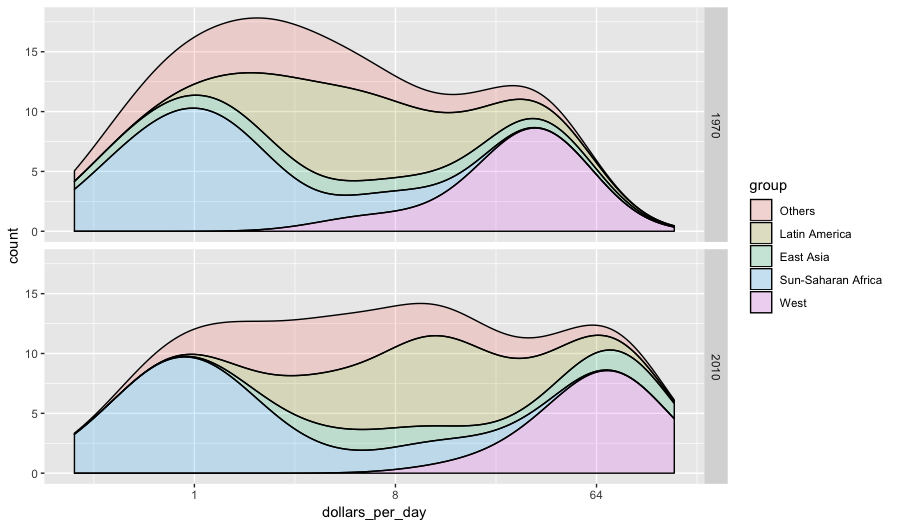 15
10
5
0
1970
15
10
5
0
2010
count
1 8 64
dollars_per_day
group
Others
Latin America
East Asia
Sun-Saharan Africa
West